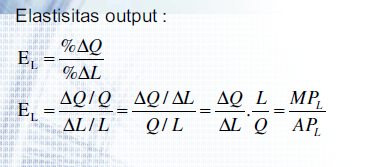 Elastisitas output :
E_L = %ΔQ / %ΔL
E_L = (ΔQ / Q) / (ΔL / L) = (ΔQ / ΔL) / (Q / L) = ΔQ/ΔL . L/Q = MP_L / AP_L